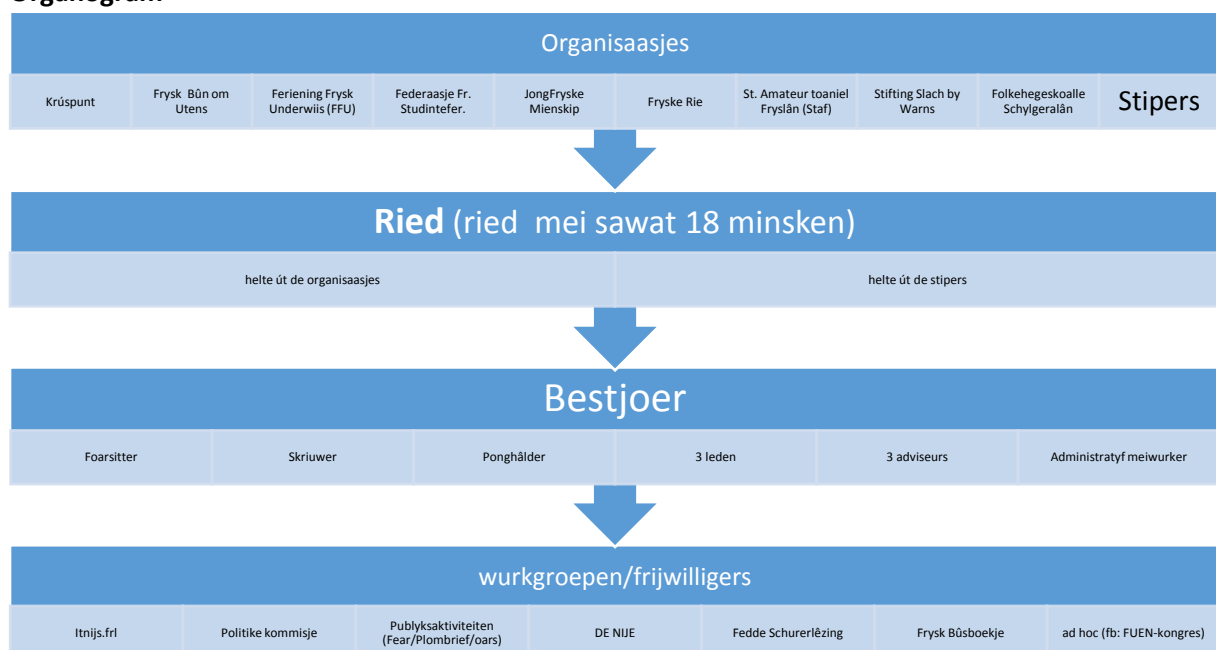 Organogram
Organisaasjes
Krúspunt
Frysk Bûn om
Utens
Feriening Frysk
Underwiis (FFU)
Federaasje Fr.
Studintefer.
JongFryske
Mienskip
Fryske Rie
St. Amateur toaniel
Fryslân (Staf)
Stifting Slach by
Warns
Folkehegeskoalle
Schylgeralân
Stipers
Ried (ried mei sawat 18 minsken)
helte út de organisaasjes
helte út de stipers
Bestjoer
Foarsitter
Skriuwer
Ponghâlder
3 leden
3 adviseurs
Administratyf meiwurker
wurkgroepen/frijwilligers
Itnijs.frl
Politike kommisje
Publyksaktiviteiten
(Fear/Plombrief/oars)
DE NIJE
Fedde Schurerlêzing
Frysk Bûsboekje
ad hoc (fb: FUEN-kongres)